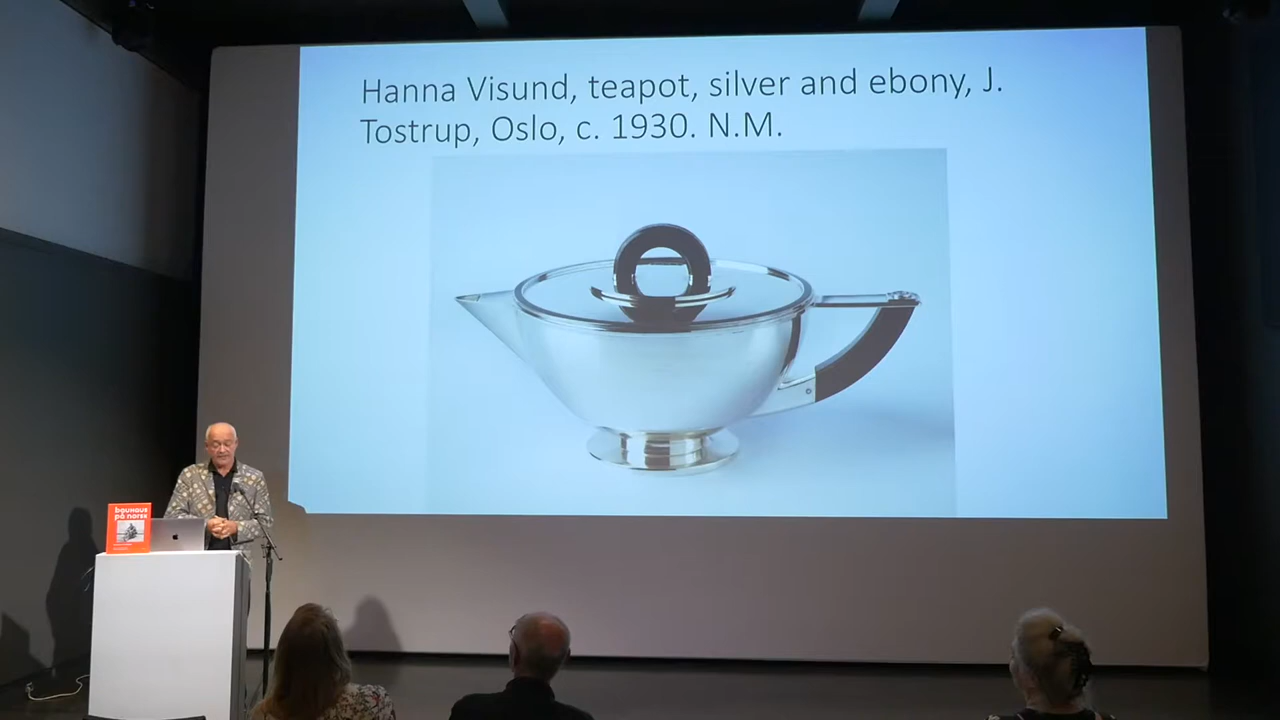 Hanna Visund, teapot, silver and ebony, J.
Tostrup, Oslo, c. 1930. N.M.
bauhaus
på norsk